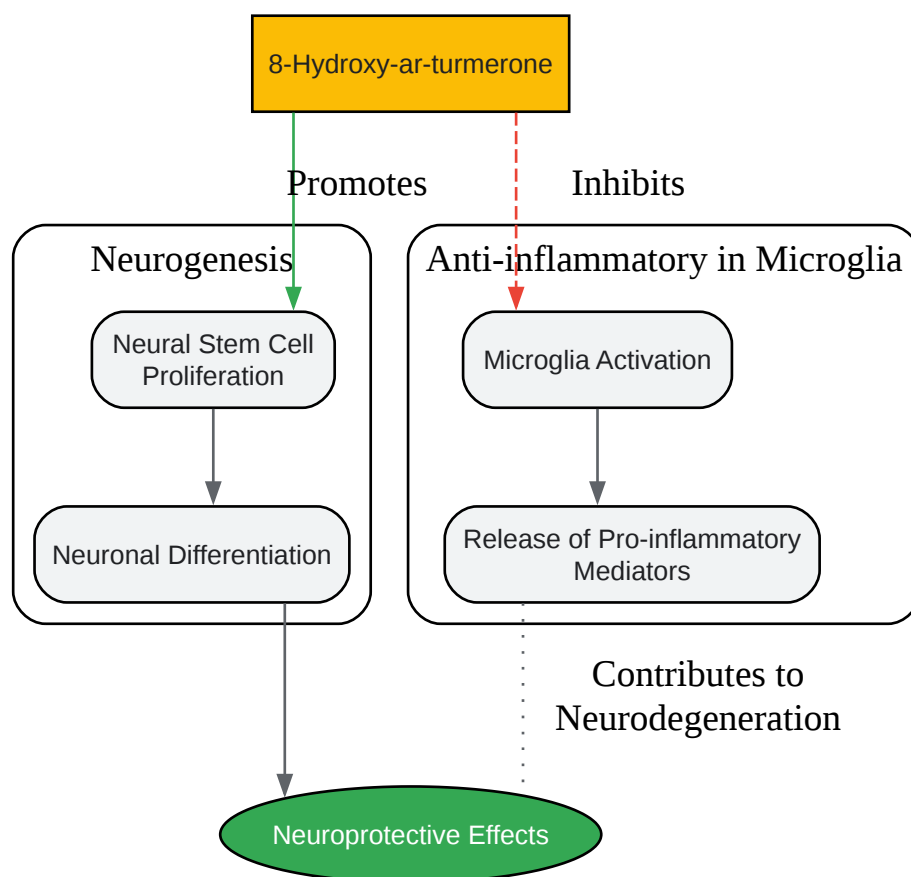 8-Hydroxy-ar-turmerone
Promotes
Inhibits
Neurogenesis
Anti-inflammatory in Microglia
Neural Stem Cell
Proliferation
Microglia Activation
Neuronal Differentiation
Release of Pro-inflammatory
Mediators
Contributes to
Neurodegeneration
Neuroprotective Effects